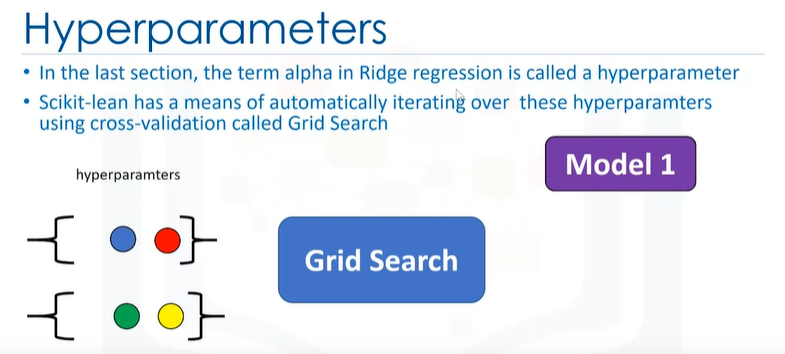 Hyperparameters
• In the last section, the term alpha in Ridge regression is called a hyperparameter
• Scikit-lean has a means of automatically iterating over these hyperparamters
using cross-validation called Grid Search
Model 1
hyperparamters
Grid Search